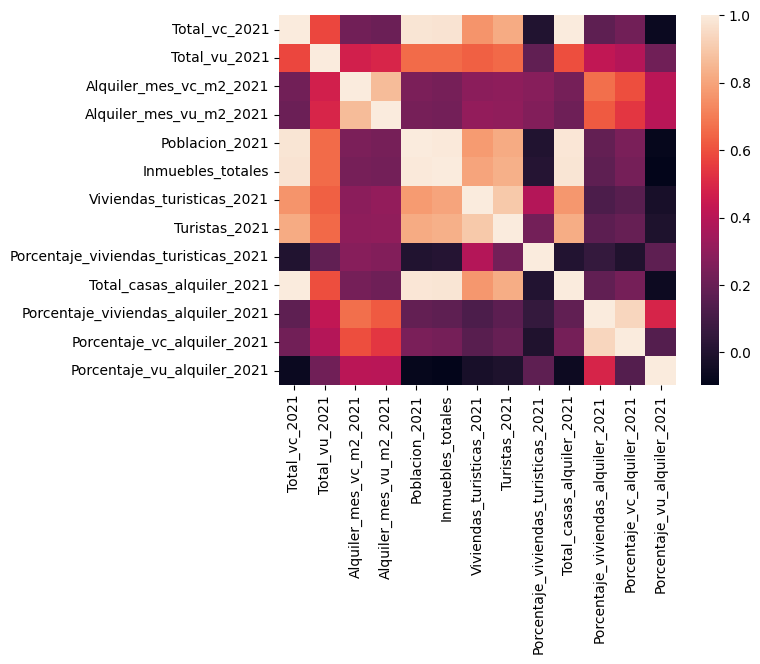 Total_vc_2021
Total_vu_2021
Alquiler_mes_vc_m2_2021
Alquiler_mes_vu_m2_2021
Poblacion_2021
Inmuebles_totales
Viviendas_turisticas_2021
Turistas_2021
Porcentaje_viviendas_turisticas_2021
Total_casas_alquiler_2021
Porcentaje_viviendas_alquiler_2021
Porcentaje_vc_alquiler_2021
Porcentaje_vu_alquiler_2021
Total_vc_2021
Total_vu_2021
Alquiler_mes_vc_m2_2021
Alquiler_mes_vu_m2_2021
Poblacion_2021
Inmuebles_totales
Viviendas_turisticas_2021
Turistas_2021
Porcentaje_viviendas_turisticas_2021
Total_casas_alquiler_2021
Porcentaje_viviendas_alquiler_2021
Porcentaje_vc_alquiler_2021
Porcentaje_vu_alquiler_2021
1.0
0.8
0.6
0.4
0.2
0.0